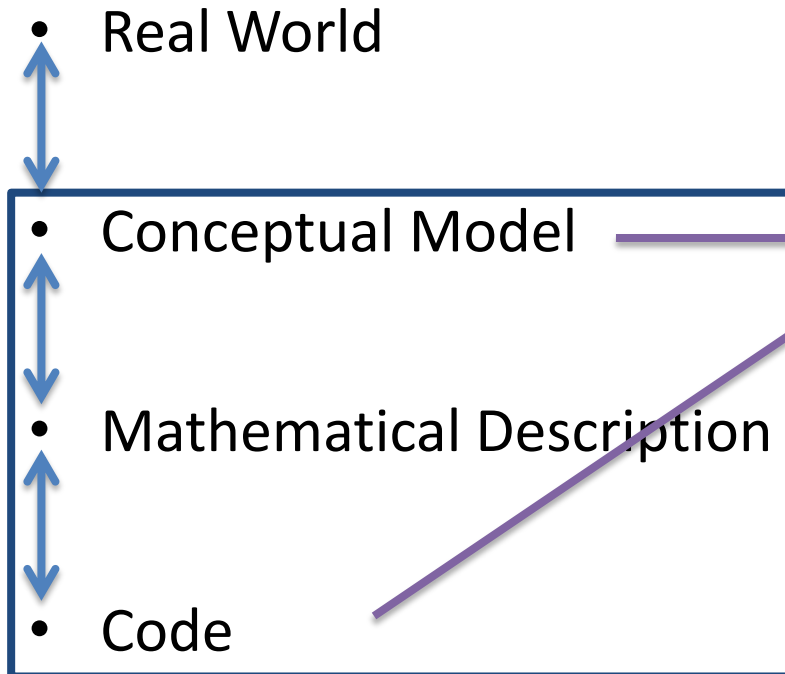 • Real World
• Conceptual Model
• Mathematical Description
• Code